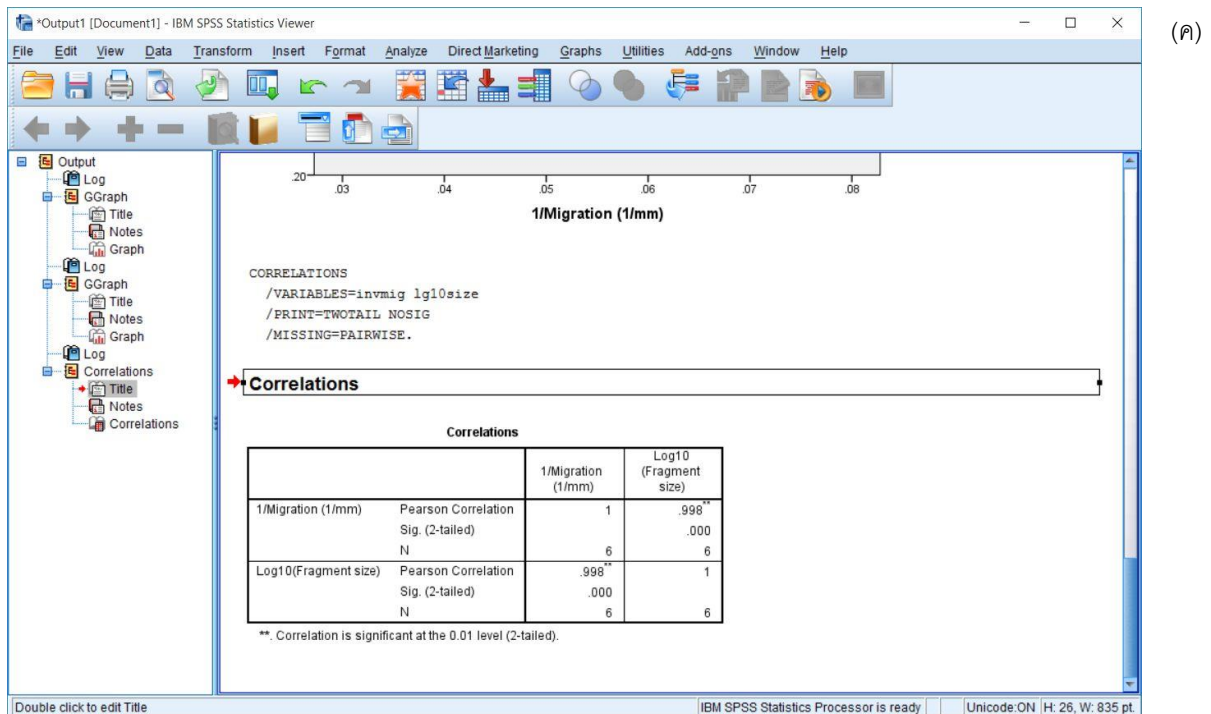 *Output1 [Document1] - IBM SPSS Statistics Viewer
(ค)
File Edit View Data Transform Insert Format Analyze Direct Marketing Graphs Utilities Add-ons Window Help
Output
Log
GGraph
Title
Notes
Graph
Log
GGraph
Title
Notes
Graph
Log
Correlations
Title
Notes
Correlations
.20
.03 .04 .05 .06 .07 .08
1/Migration (1/mm)
CORRELATIONS
/VARIABLES=invmig lg10size
/PRINT=TWOTAIL NOSIG
/MISSING=PAIRWISE.
Correlations
Correlations
1/Migration (1/mm)
Log10 (Fragment size)
1/Migration (1/mm) Pearson Correlation 1 .998**
Sig. (2-tailed) .000
N 6 6
Log10(Fragment size) Pearson Correlation .998** 1
Sig. (2-tailed) .000
N 6 6
**. Correlation is significant at the 0.01 level (2-tailed).
Double click to edit Title
IBM SPSS Statistics Processor is ready
Unicode:ON H: 26, W: 835 pt.